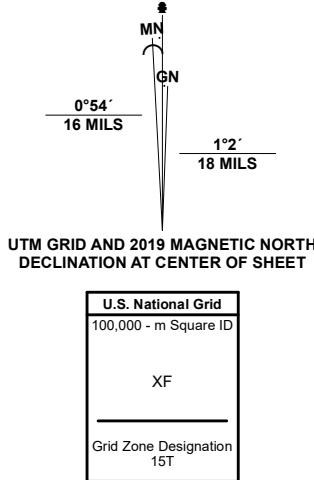 MN
GN
0°54´
16 MILS
1°2´
18 MILS
UTM GRID AND 2019 MAGNETIC NORTH
DECLINATION AT CENTER OF SHEET
U.S. National Grid
100,000 - m Square ID
XF
Grid Zone Designation
15T